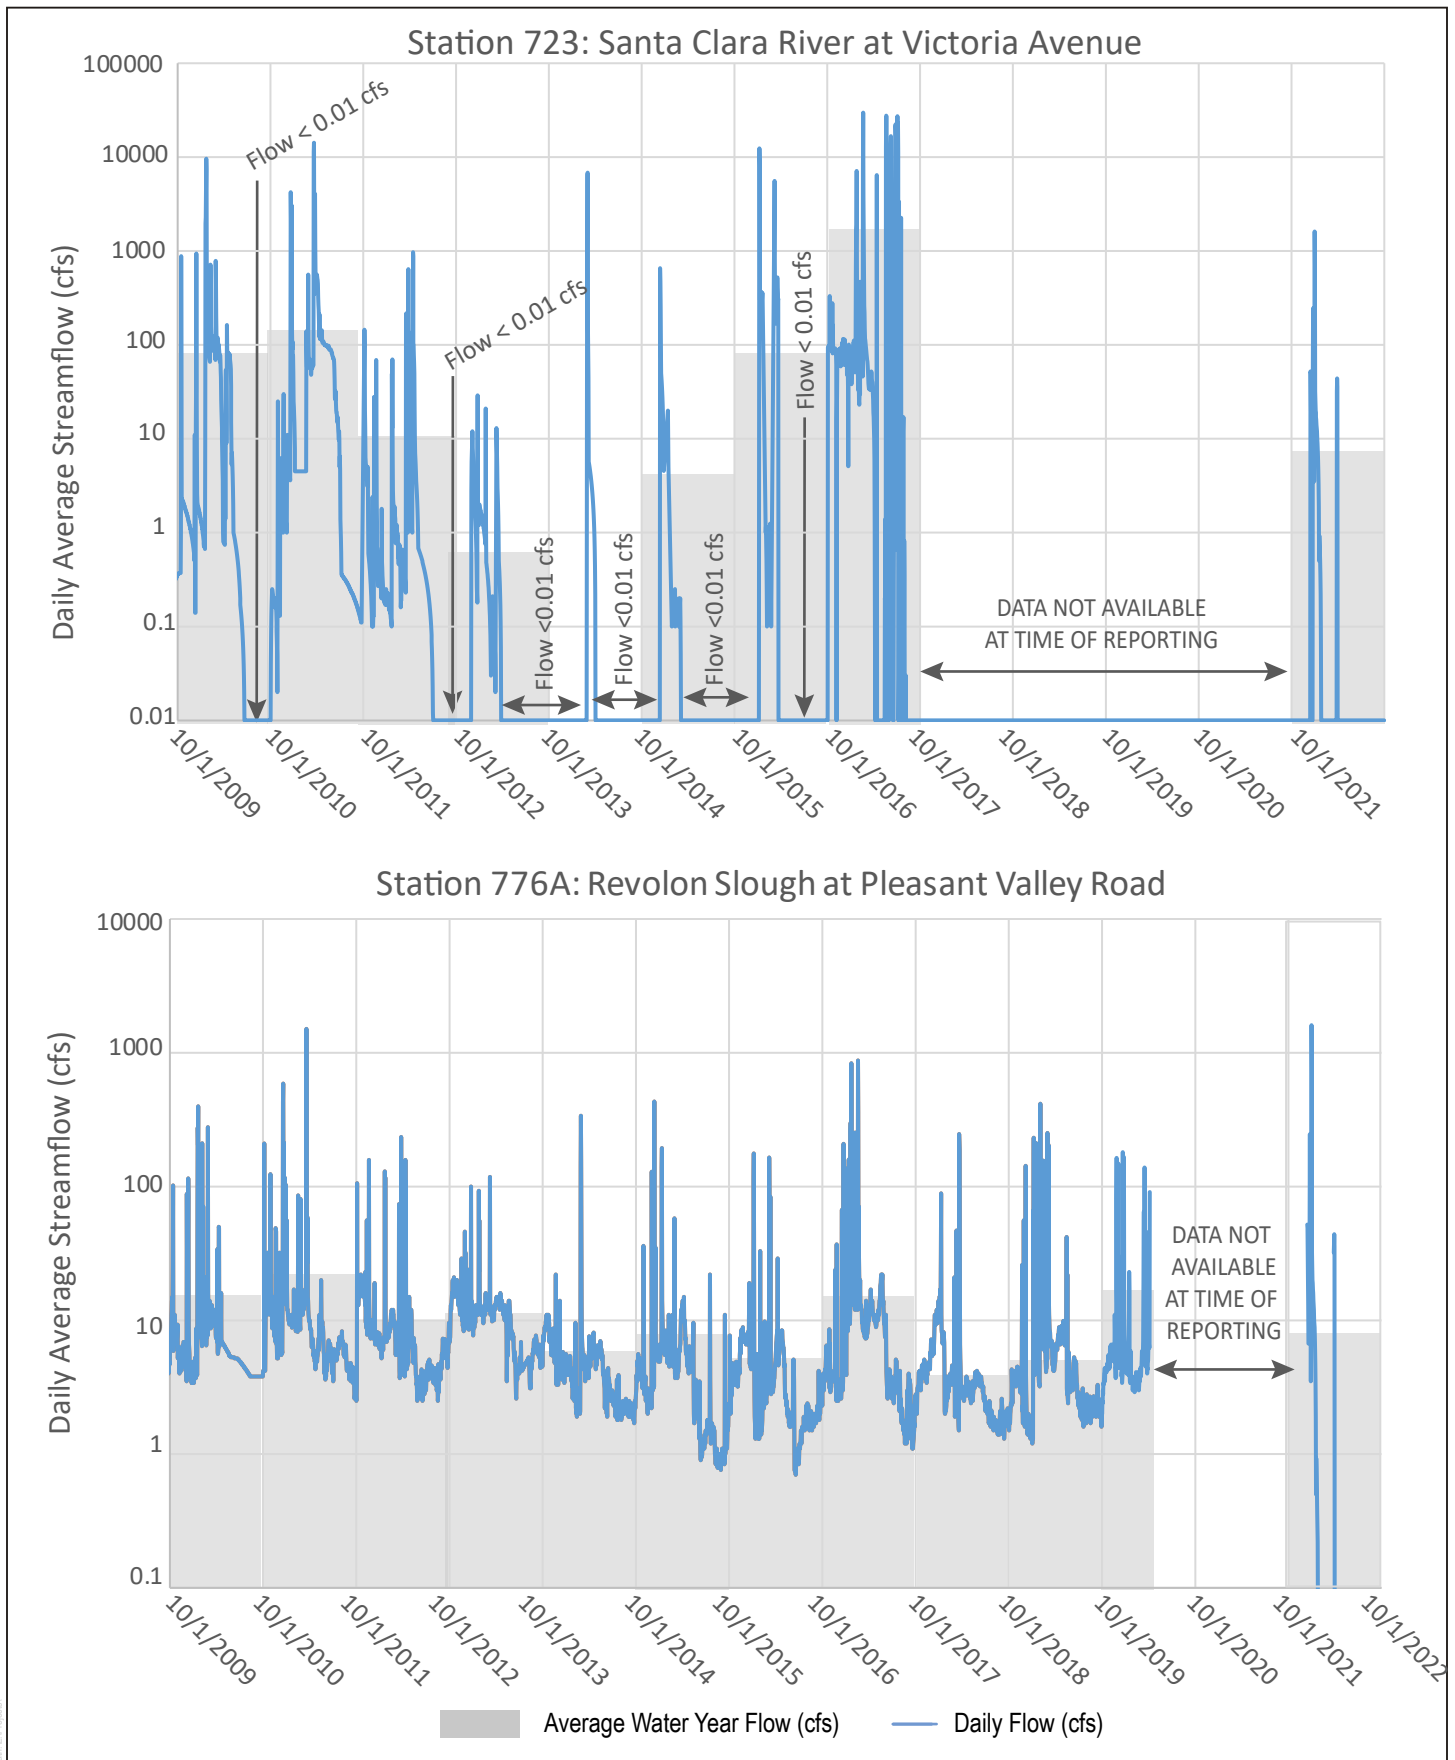 Station 723: Santa Clara River at Victoria Avenue
Daily Average Streamflow (cfs)
100000
10000
1000
100
10
1
0.1
0.01
Flow < 0.01 cfs
Flow < 0.01 cfs
Flow <0.01 cfs
Flow <0.01 cfs
Flow <0.01 cfs
Flow < 0.01 cfs
DATA NOT AVAILABLE
AT TIME OF REPORTING
10/1/2009
10/1/2010
10/1/2011
10/1/2012
10/1/2013
10/1/2014
10/1/2015
10/1/2016
10/1/2017
10/1/2018
10/1/2019
10/1/2020
10/1/2021
Station 776A: Revolon Slough at Pleasant Valley Road
Daily Average Streamflow (cfs)
10000
1000
100
10
1
0.1
DATA NOT
AVAILABLE
AT TIME OF
REPORTING
10/1/2009
10/1/2010
10/1/2011
10/1/2012
10/1/2013
10/1/2014
10/1/2015
10/1/2016
10/1/2017
10/1/2018
10/1/2019
10/1/2020
10/1/2021
10/1/2022
Average Water Year Flow (cfs)
Daily Flow (cfs)